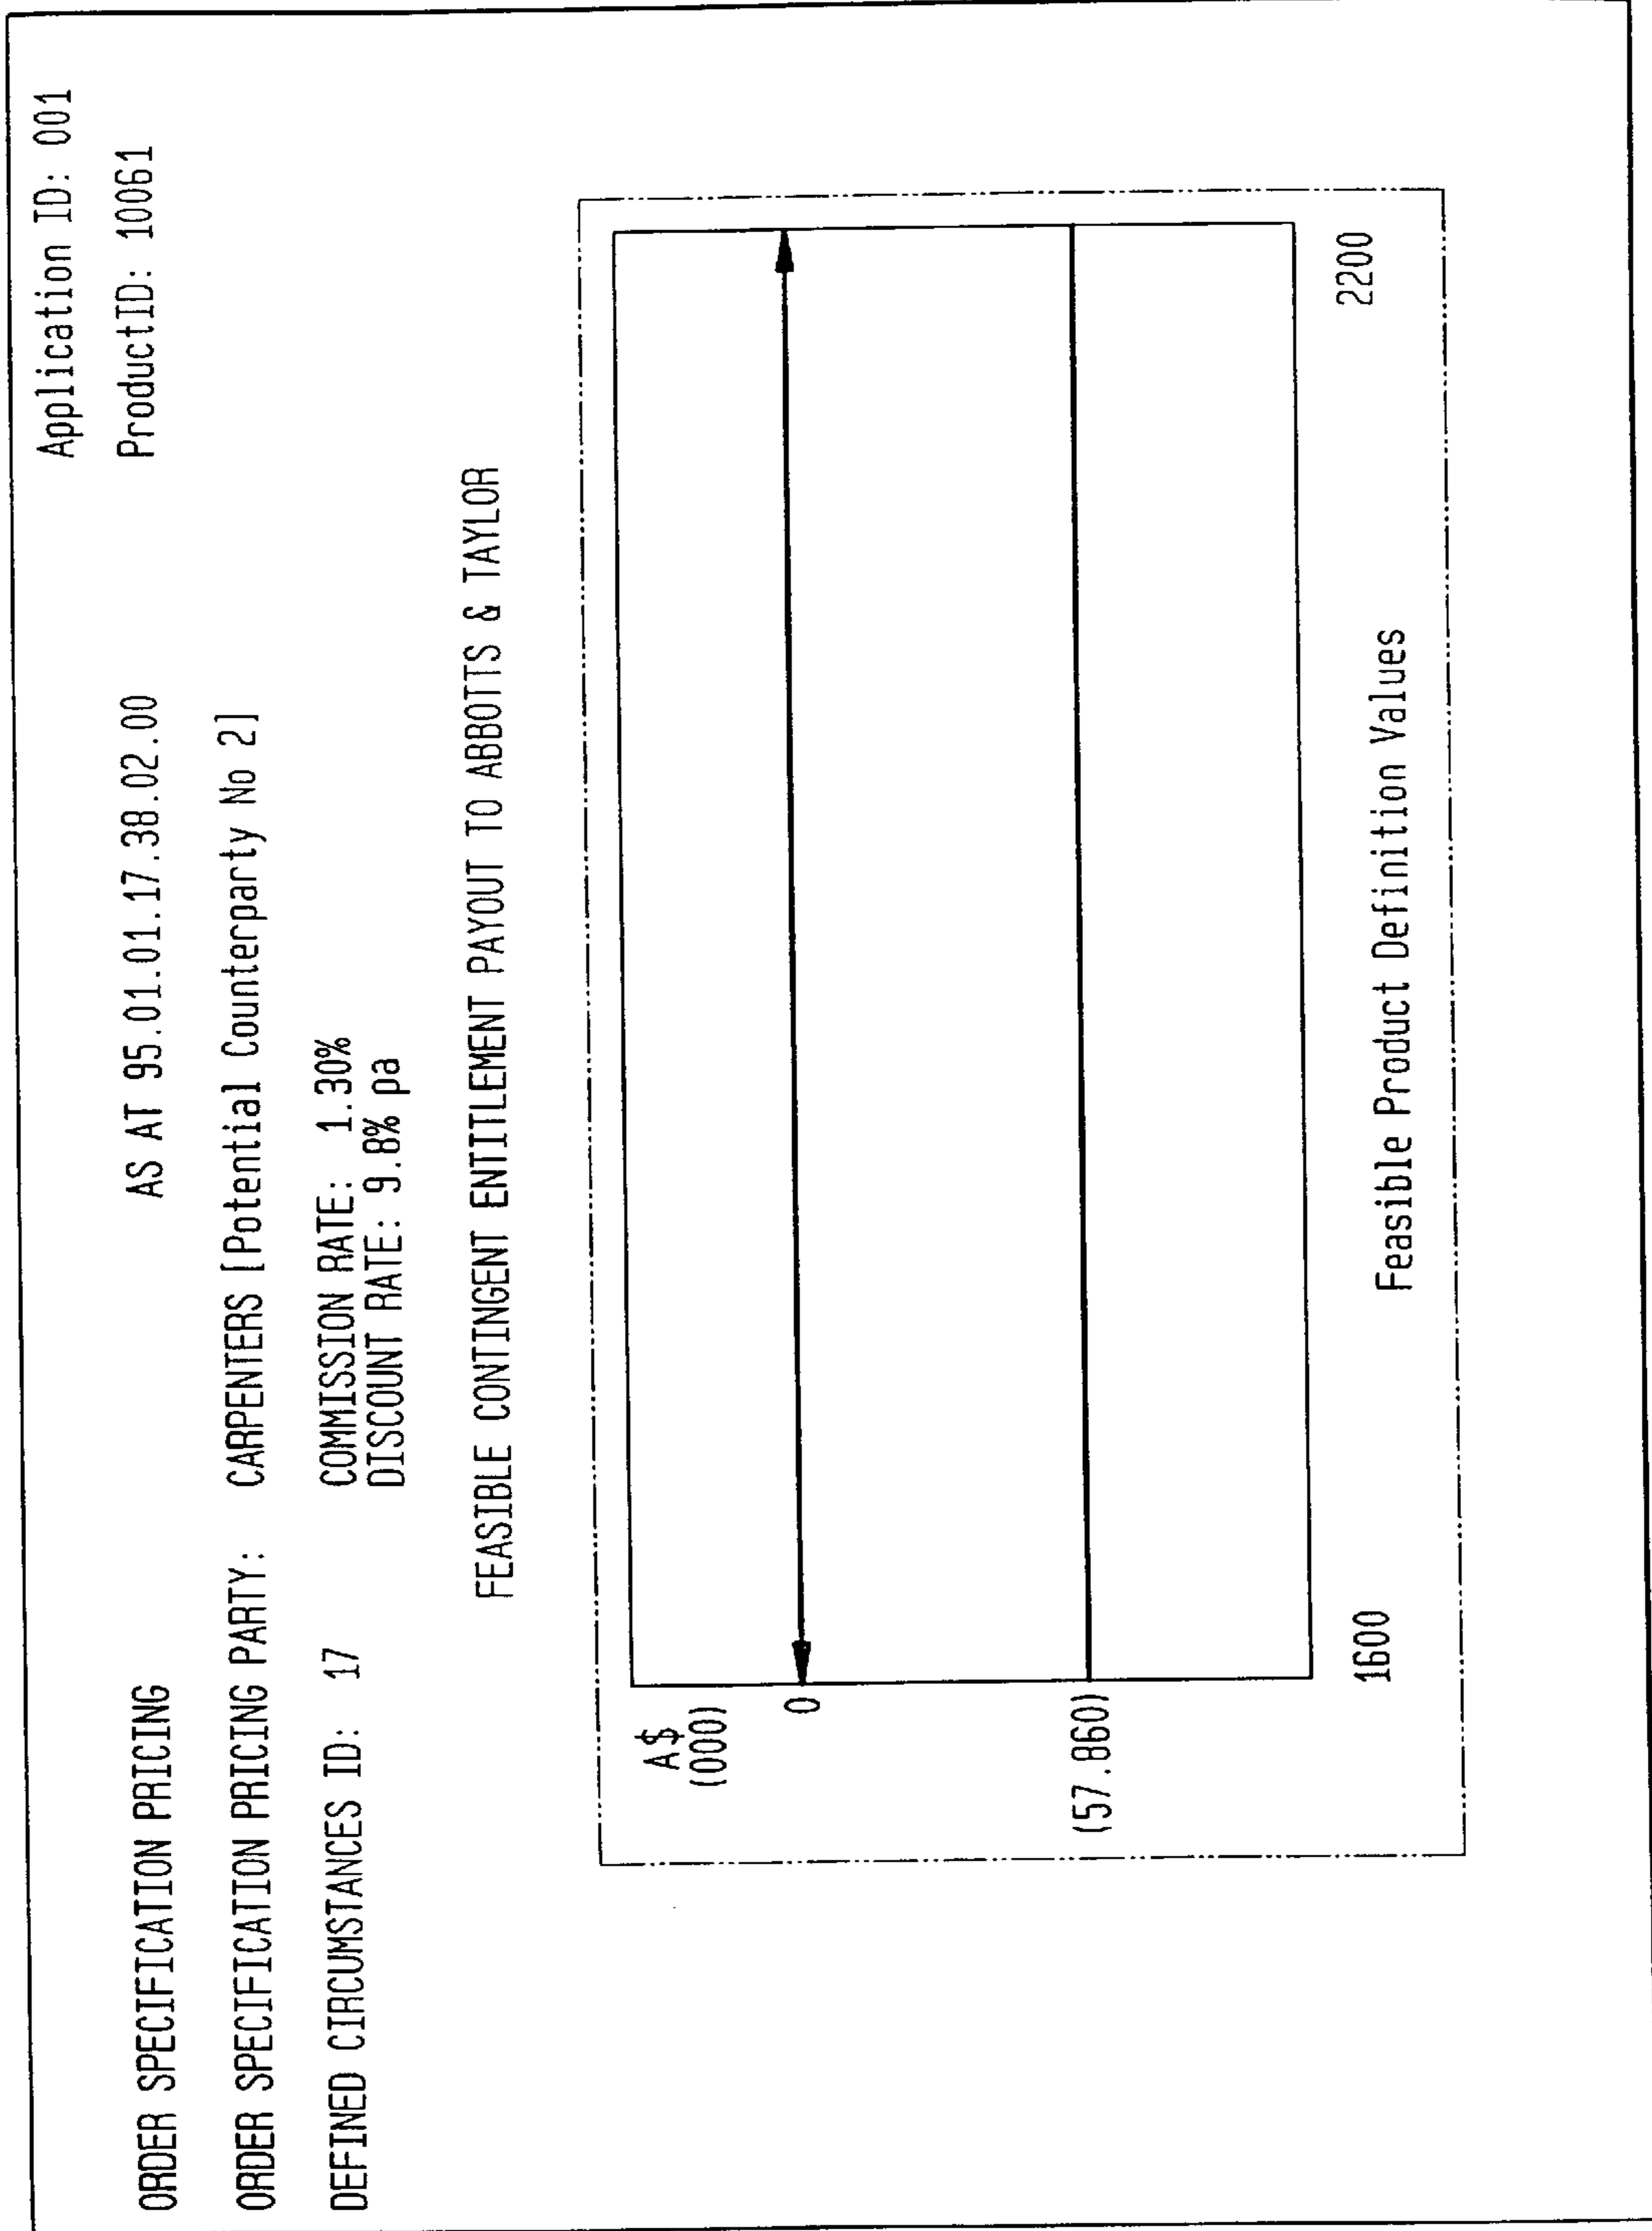 Application ID: 001
ORDER SPECIFICATION PRICING AS AT 95.01.01.17.38.02.00 ProductID: 10061
ORDER SPECIFICATION PRICING PARTY: CARPENTERS [Potential Counterparty No 2]
DEFINED CIRCUMSTANCES ID: 17 COMMISSION RATE: 1.30%
DISCOUNT RATE: 9.8% pa
FEASIBLE CONTINGENT ENTITLEMENT PAYOUT TO ABBOTTS & TAYLOR
A$
(000)
0
(57.860)
1600 2200
Feasible Product Definition Values